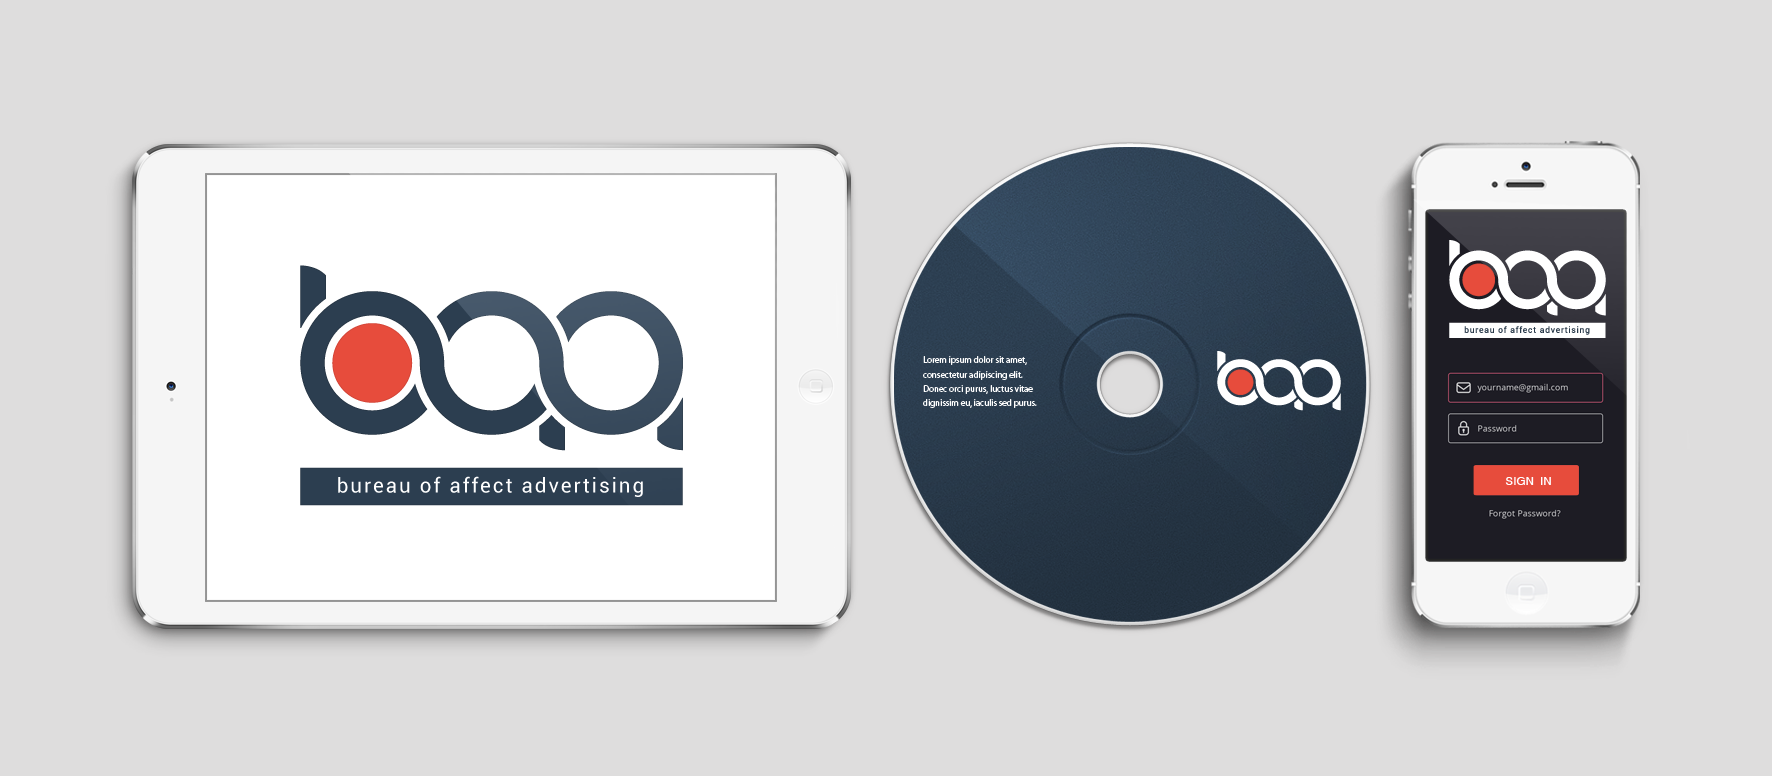 baa
bureau of affect advertising
Lorem ipsum dolor sit amet,
consectetur adipiscing elit.
Donec orci purus, luctus vitae
dignissim eu, iaculis sed purus.
baa
baa
bureau of affect advertising
yourname@gmail.com
Password
SIGN IN
Forgot Password?